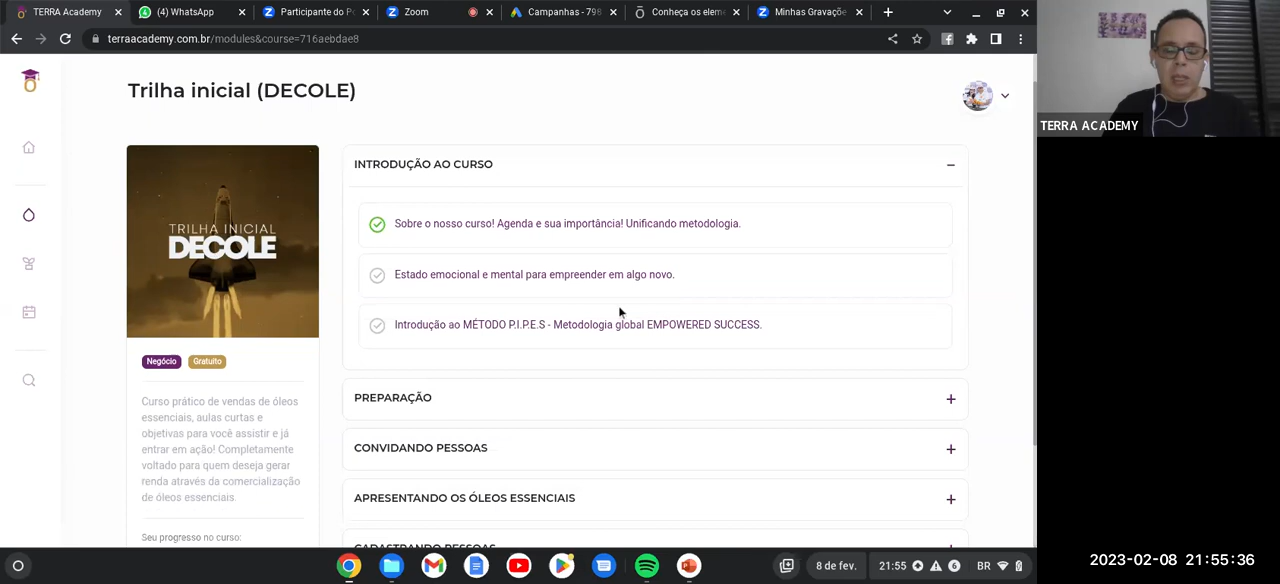 TERRA Academy
(4) WhatsApp
Participante do Po
Zoom
Campanhas - 798
Conheça os elem
Minhas Gravaçõe
terraacademy.com.br/modules&course=716aebdae8
Trilha inicial (DECOLE)
TRILHA INICIAL
DECOLE
Negócio
Gratuito
Curso prático de vendas de óleos
essenciais, aulas curtas e
objetivas para você assistir e já
entrar em ação! Completamente
voltado para quem deseja gerar
renda através da comercialização
de óleos essenciais.
Seu progresso no curso:
INTRODUÇÃO AO CURSO
Sobre o nosso curso! Agenda e sua importância! Unificando metodologia.
Estado emocional e mental para empreender em algo novo.
Introdução ao MÉTODO P.I.P.E.S - Metodologia global EMPOWERED SUCCESS.
PREPARAÇÃO
CONVIDANDO PESSOAS
APRESENTANDO OS ÓLEOS ESSENCIAIS
CADASTRANDO PESSOAS
TERRA ACADEMY
8 de fev.
21:55
6
BR
2023-02-08 21:55:36